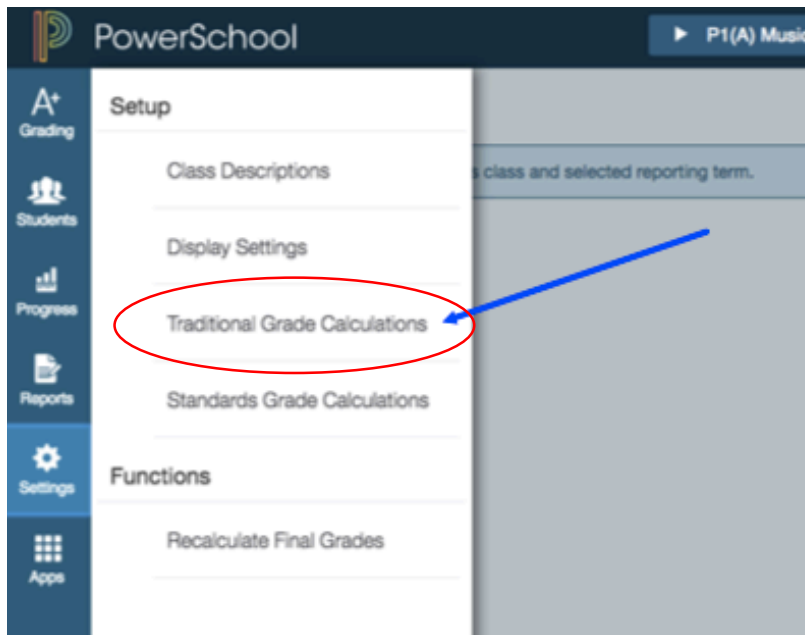 PowerSchool
P1(A) Music
A+
Grading
Students
Progress
Reports
Settings
Apps
Setup
Class Descriptions
Display Settings
Traditional Grade Calculations
Standards Grade Calculations
Functions
Recalculate Final Grades
s class and selected reporting term.